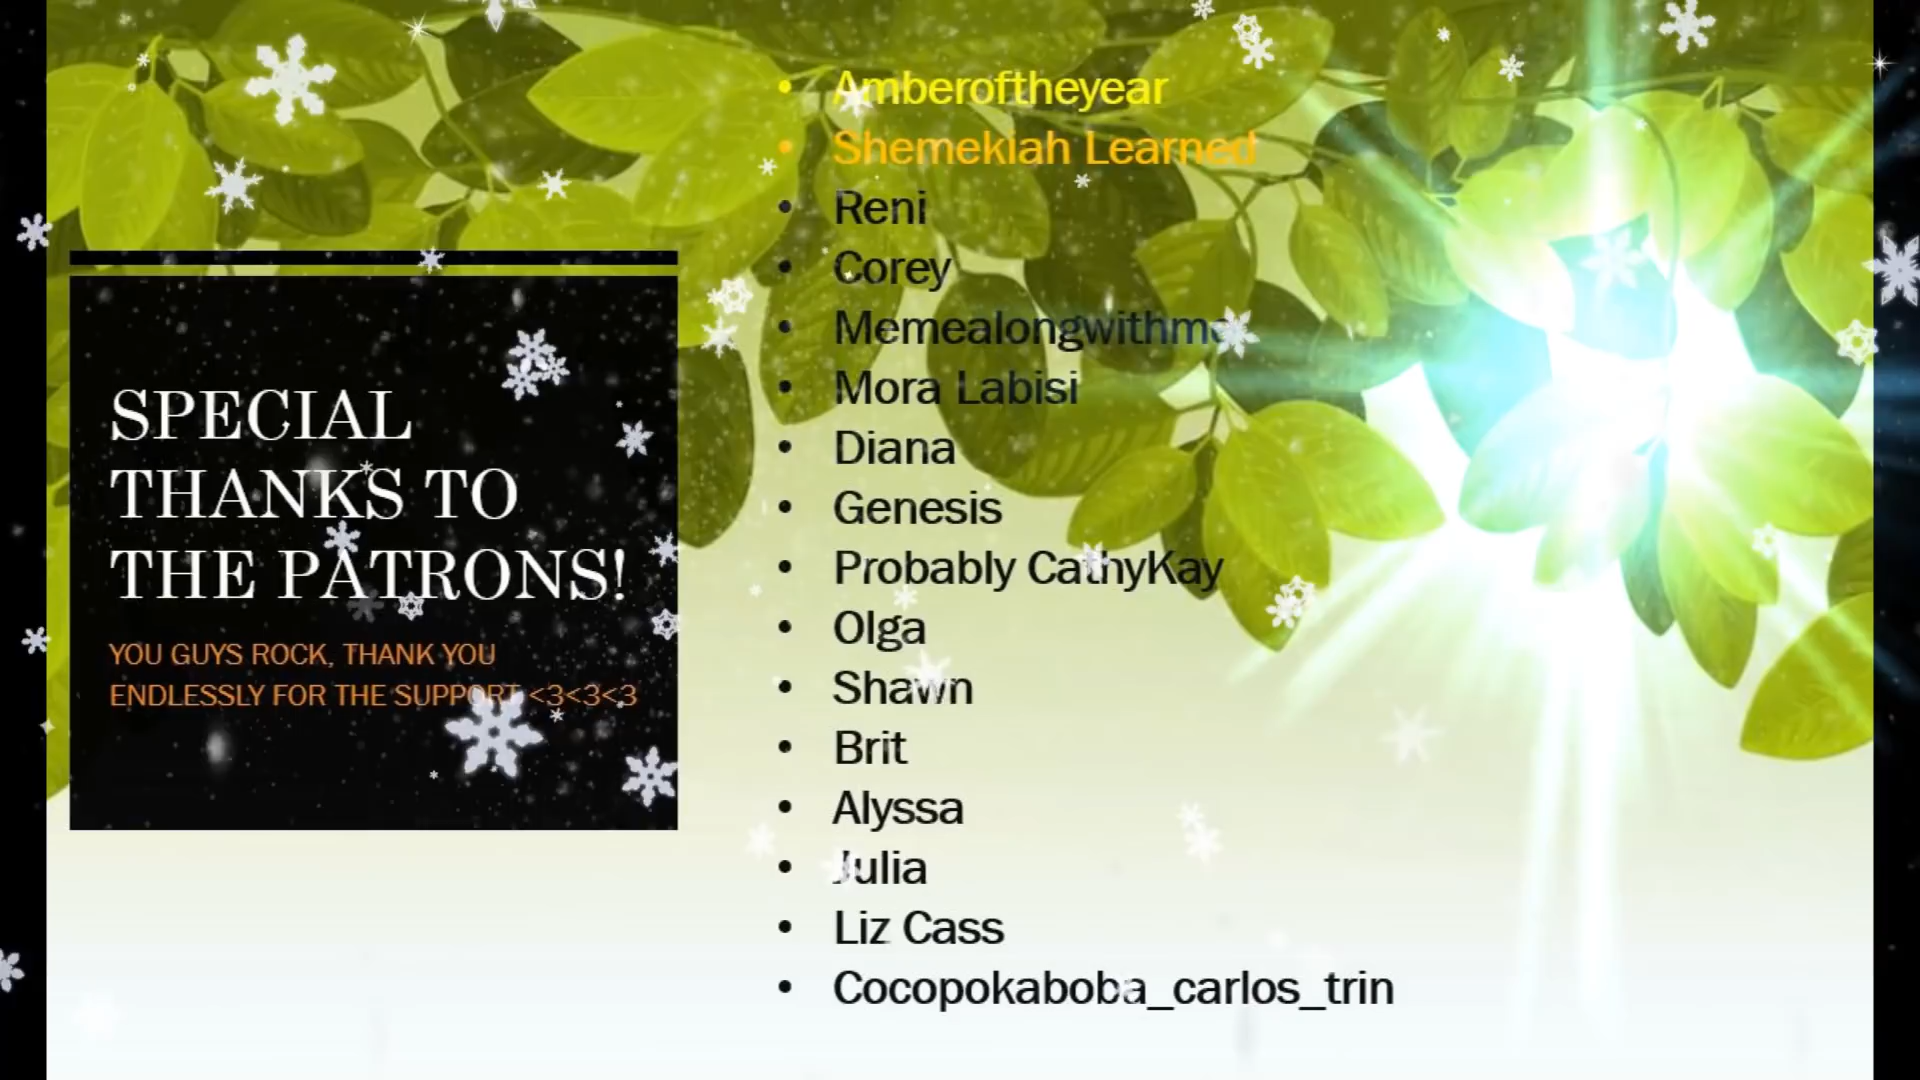 SPECIAL
THANKS TO
THE PATRONS!
YOU GUYS ROCK, THANK YOU
ENDLESSLY FOR THE SUPPORT <3<3<3
• Amberoftheyear
• Shemekiah Learned
• Reni
• Corey
• Memealongwithme
• Mora Labisi
• Diana
• Genesis
• Probably CathyKay
• Olga
• Shawn
• Brit
• Alyssa
• Julia
• Liz Cass
• Cocopokaboba_carlos_trin